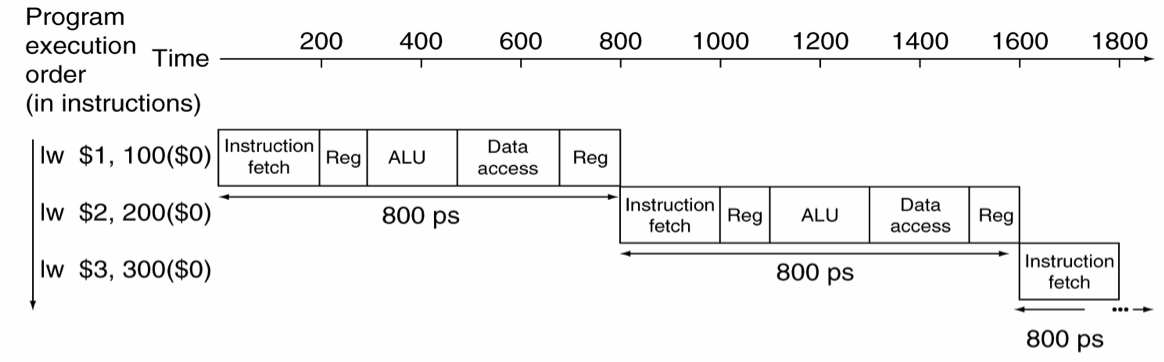 Program
execution
order
(in instructions)
Time
200 400 600 800 1000 1200 1400 1600 1800
lw $1, 100($0)
Instruction
fetch
Reg
ALU
Data
access
Reg
800 ps
lw $2, 200($0)
Instruction
fetch
Reg
ALU
Data
access
Reg
800 ps
lw $3, 300($0)
Instruction
fetch
...
800 ps